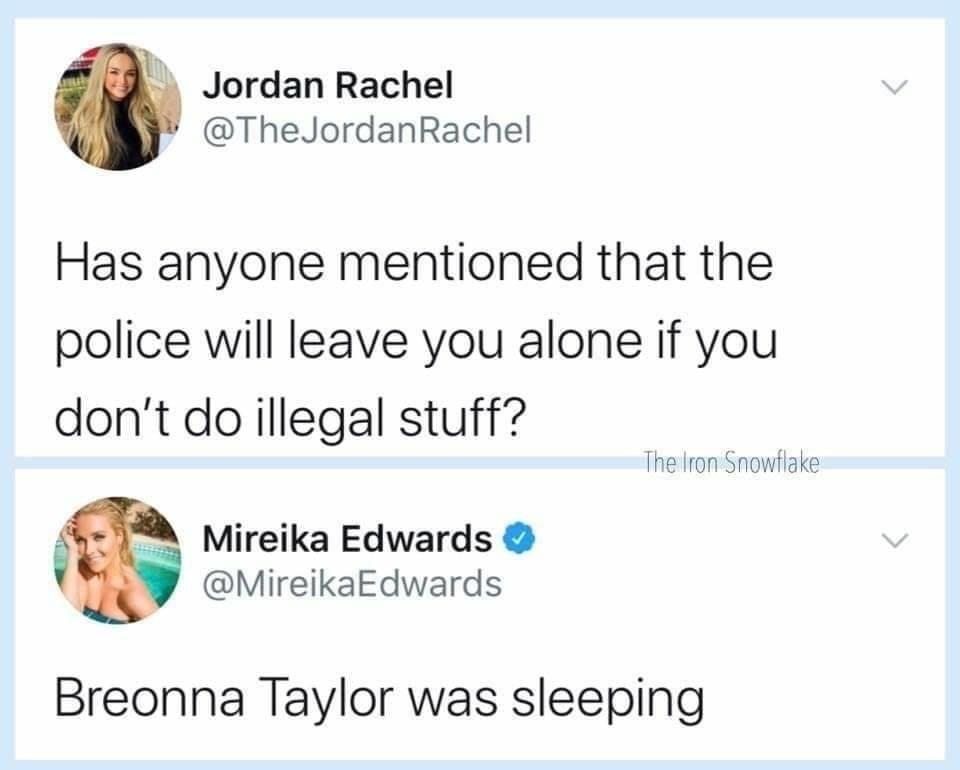 Jordan Rachel
@TheJordanRachel
Has anyone mentioned that the
police will leave you alone if you
don't do illegal stuff?
The Iron Snowflake
Mireika Edwards
@MireikaEdwards
Breonna Taylor was sleeping